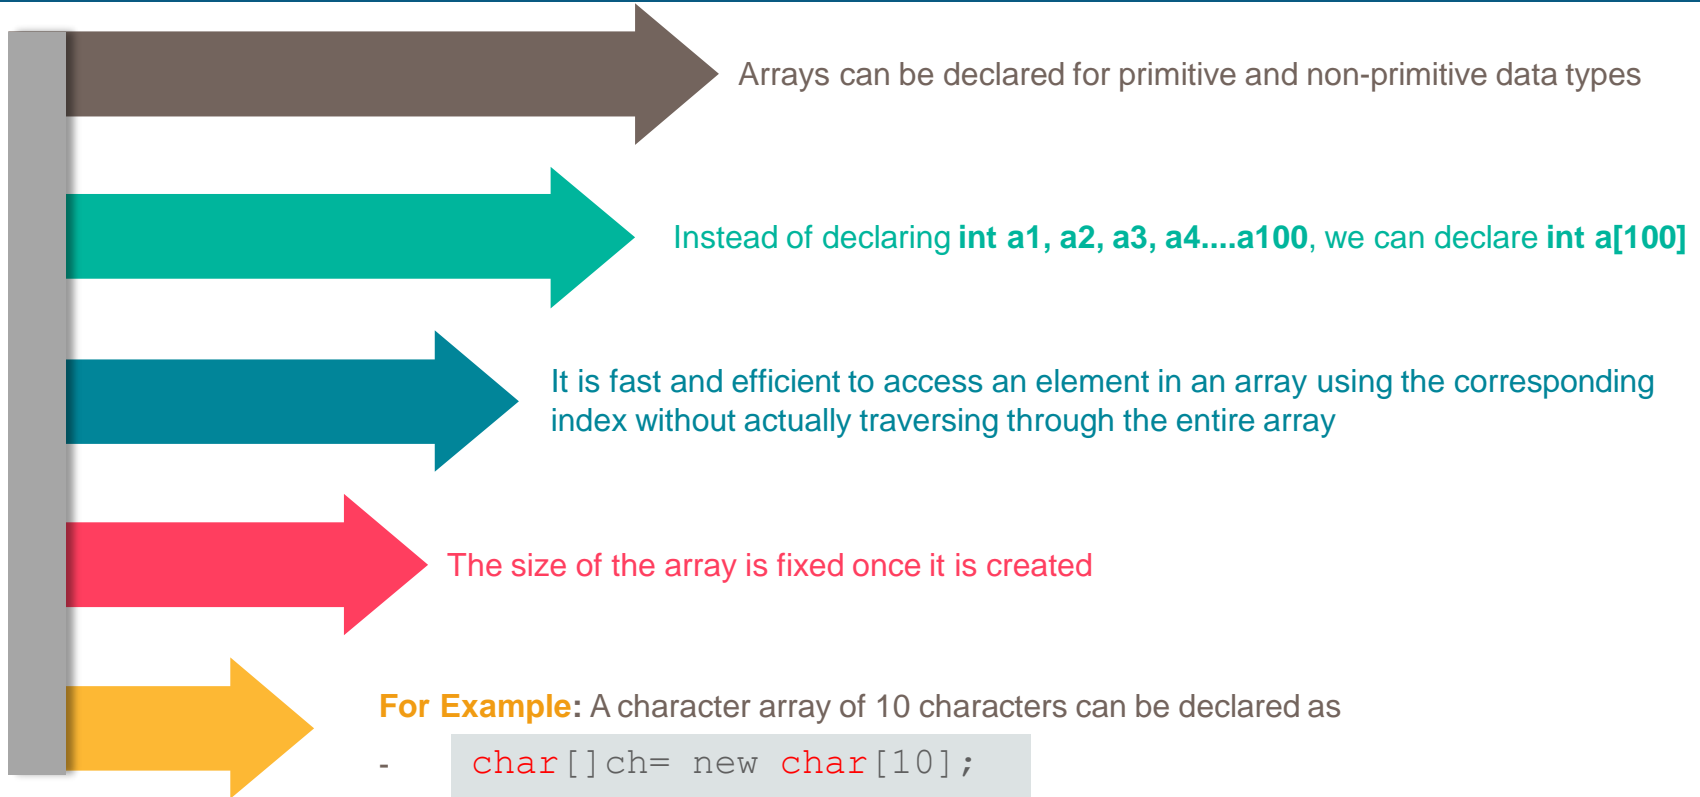 Arrays can be declared for primitive and non-primitive data types
Instead of declaring int a1, a2, a3, a4....a100, we can declare int a[100]
It is fast and efficient to access an element in an array using the corresponding
index without actually traversing through the entire array
The size of the array is fixed once it is created
For Example: A character array of 10 characters can be declared as
- char[]ch= new char[10];